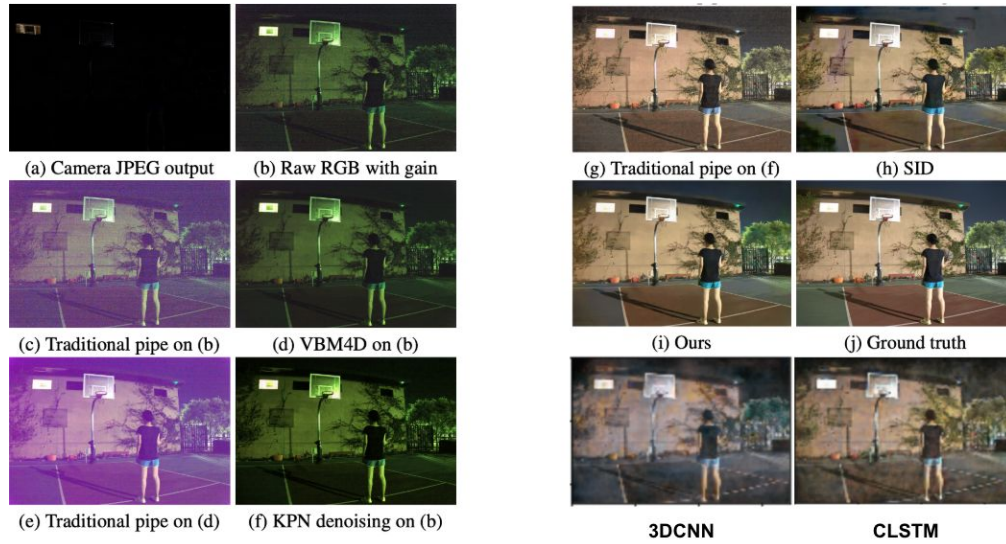 (a) Camera JPEG output
(b) Raw RGB with gain
(c) Traditional pipe on (b)
(d) VBM4D on (b)
(e) Traditional pipe on (d)
(f) KPN denoising on (b)
(g) Traditional pipe on (f)
(h) SID
(i) Ours
(j) Ground truth
3DCNN
CLSTM